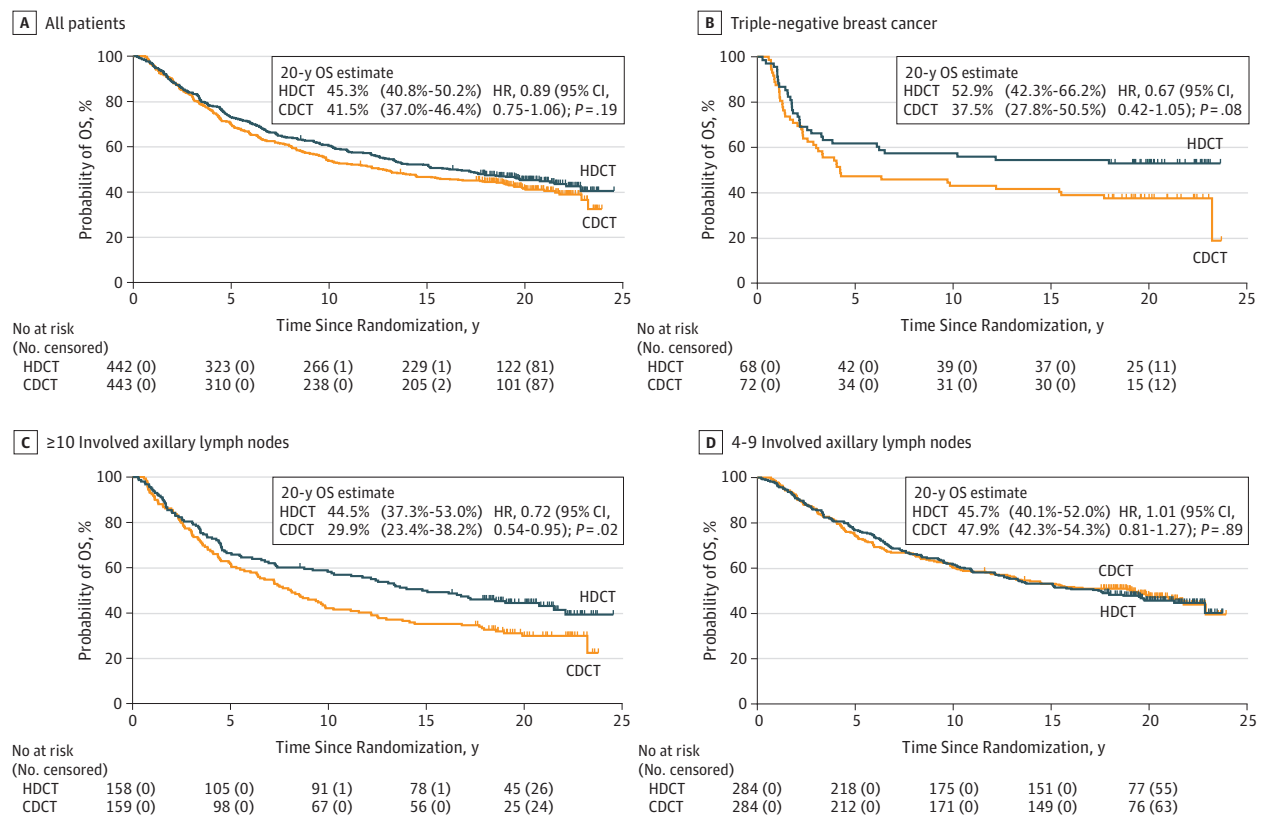 A All patients
100
80
60
40
20
0
Probability of OS, %
20-y OS estimate
HDCT 45.3% (40.8%-50.2%) HR, 0.89 (95% CI,
CDCT 41.5% (37.0%-46.4%) 0.75-1.06); P = .19
HDCT
CDCT
0 5 10 15 20 25
Time Since Randomization, y
No at risk
(No. censored)
HDCT 442 (0) 323 (0) 266 (1) 229 (1) 122 (81)
CDCT 443 (0) 310 (0) 238 (0) 205 (2) 101 (87)
B Triple-negative breast cancer
100
80
60
40
20
0
Probability of OS, %
20-y OS estimate
HDCT 52.9% (42.3%-66.2%) HR, 0.67 (95% CI,
CDCT 37.5% (27.8%-50.5%) 0.42-1.05); P = .08
HDCT
CDCT
0 5 10 15 20 25
Time Since Randomization, y
No at risk
(No. censored)
HDCT 68 (0) 42 (0) 39 (0) 37 (0) 25 (11)
CDCT 72 (0) 34 (0) 31 (0) 30 (0) 15 (12)
C ≥10 Involved axillary lymph nodes
100
80
60
40
20
0
Probability of OS, %
20-y OS estimate
HDCT 44.5% (37.3%-53.0%) HR, 0.72 (95% CI,
CDCT 29.9% (23.4%-38.2%) 0.54-0.95); P = .02
HDCT
CDCT
0 5 10 15 20 25
Time Since Randomization, y
No at risk
(No. censored)
HDCT 158 (0) 105 (0) 91 (1) 78 (1) 45 (26)
CDCT 159 (0) 98 (0) 67 (0) 56 (0) 25 (24)
D 4-9 Involved axillary lymph nodes
100
80
60
40
20
0
Probability of OS, %
20-y OS estimate
HDCT 45.7% (40.1%-52.0%) HR, 1.01 (95% CI,
CDCT 47.9% (42.3%-54.3%) 0.81-1.27); P = .89
CDCT
HDCT
0 5 10 15 20 25
Time Since Randomization, y
No at risk
(No. censored)
HDCT 284 (0) 218 (0) 175 (0) 151 (0) 77 (55)
CDCT 284 (0) 212 (0) 171 (0) 149 (0) 76 (63)